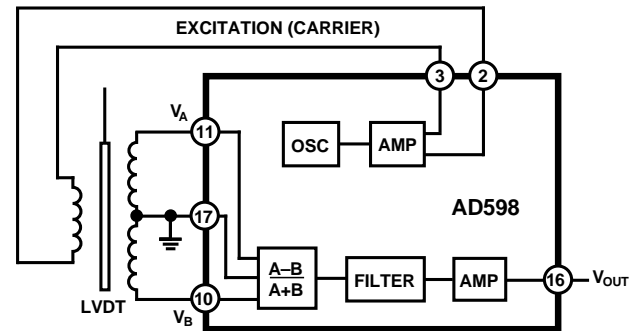 EXCITATION (CARRIER)
3
2
VA
11
OSC
AMP
17
AD598
A–B
A+B
FILTER
AMP
16
VOUT
LVDT
10
VB